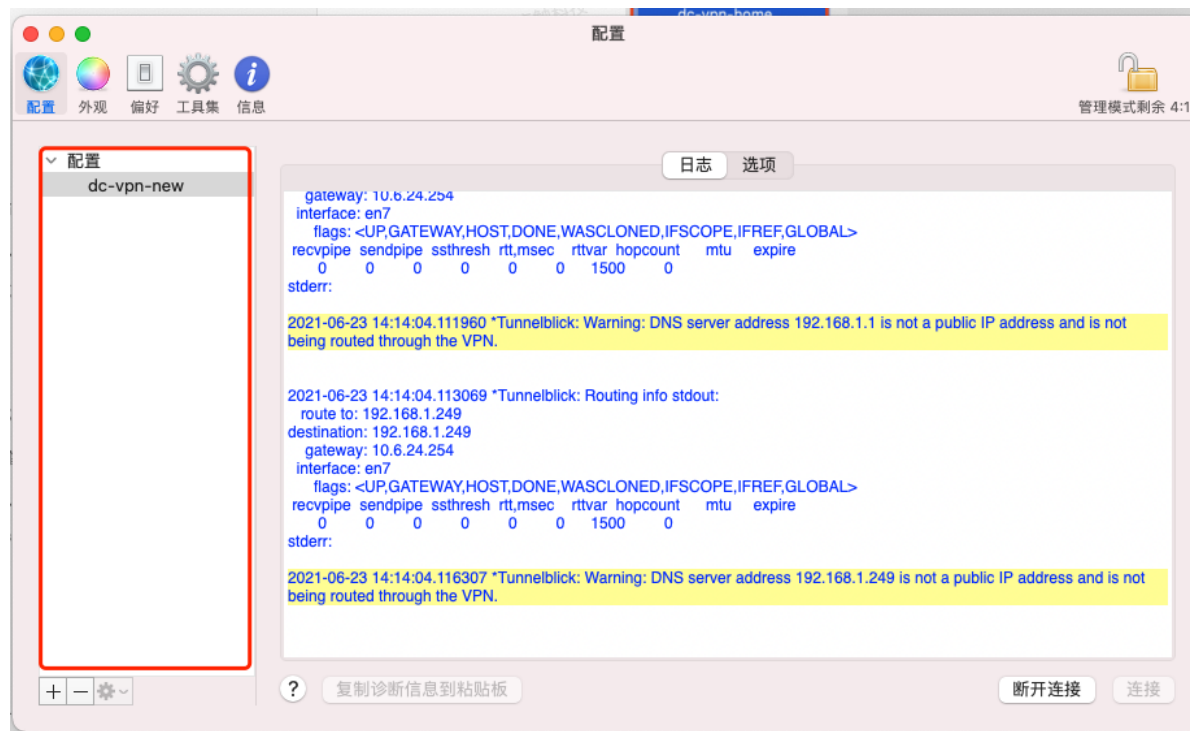 dc-vpn-home
配置
配置
外观
偏好
工具集
信息
管理模式剩余 4:1
配置
dc-vpn-new
日志
选项
gateway: 10.6.24.254
interface: en7
flags: <UP,GATEWAY,HOST,DONE,WASCLONED,IFSCOPE,IFREF,GLOBAL>
recvpipe sendpipe ssthresh rtt,msec rttvar hopcount mtu expire
0 0 0 0 0 0 1500 0
stderr:
2021-06-23 14:14:04.111960 *Tunnelblick: Warning: DNS server address 192.168.1.1 is not a public IP address and is not
being routed through the VPN.
2021-06-23 14:14:04.113069 *Tunnelblick: Routing info stdout:
route to: 192.168.1.249
destination: 192.168.1.249
gateway: 10.6.24.254
interface: en7
flags: <UP,GATEWAY,HOST,DONE,WASCLONED,IFSCOPE,IFREF,GLOBAL>
recvpipe sendpipe ssthresh rtt,msec rttvar hopcount mtu expire
0 0 0 0 0 0 1500 0
stderr:
2021-06-23 14:14:04.116307 *Tunnelblick: Warning: DNS server address 192.168.1.249 is not a public IP address and is not
being routed through the VPN.
? 复制诊断信息到粘贴板
断开连接
连接